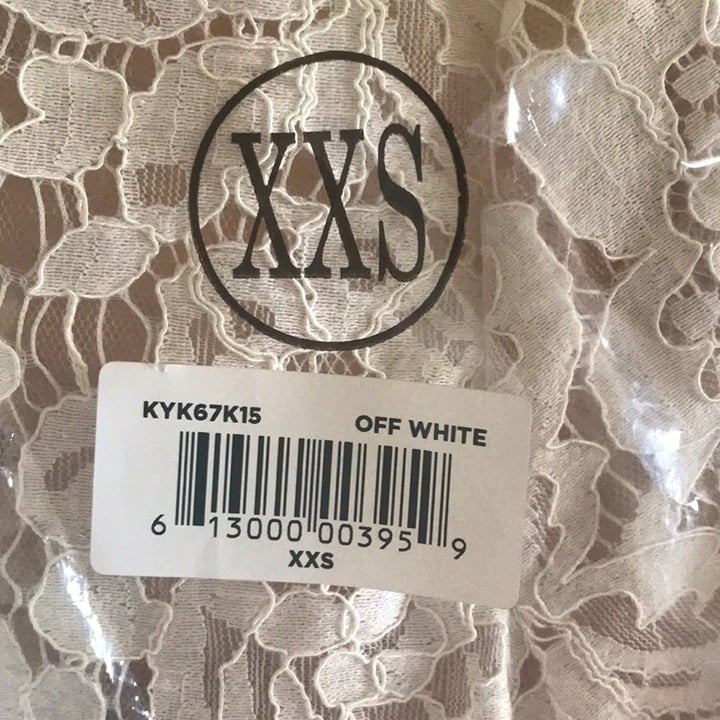 XXS
KYK67K15 OFF WHITE
6 13000 00395 9
XXS